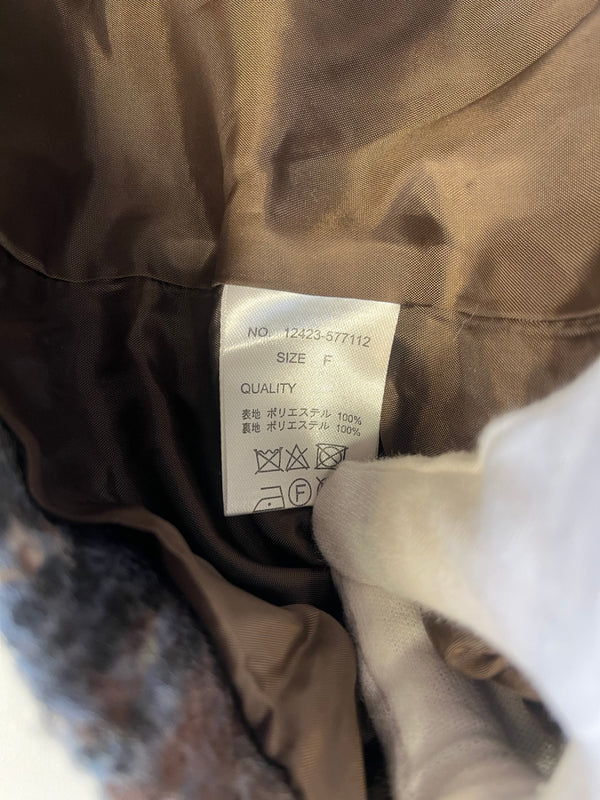 NO. 12423-577112
SIZE F
QUALITY
表地 ポリエステル 100%
裏地 ポリエステル 100%
F